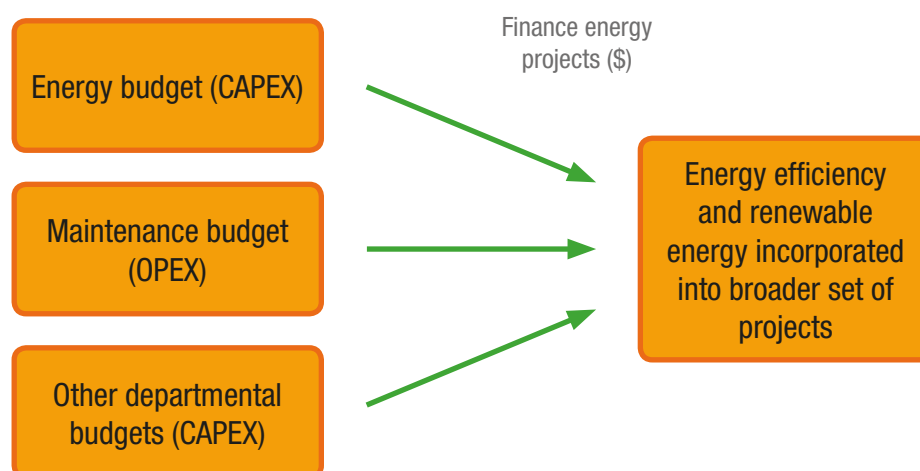 Finance energy
projects ($)
Energy budget (CAPEX)
Maintenance budget
(OPEX)
Other departmental
budgets (CAPEX)
Energy efficiency
and renewable
energy incorporated
into broader set of
projects